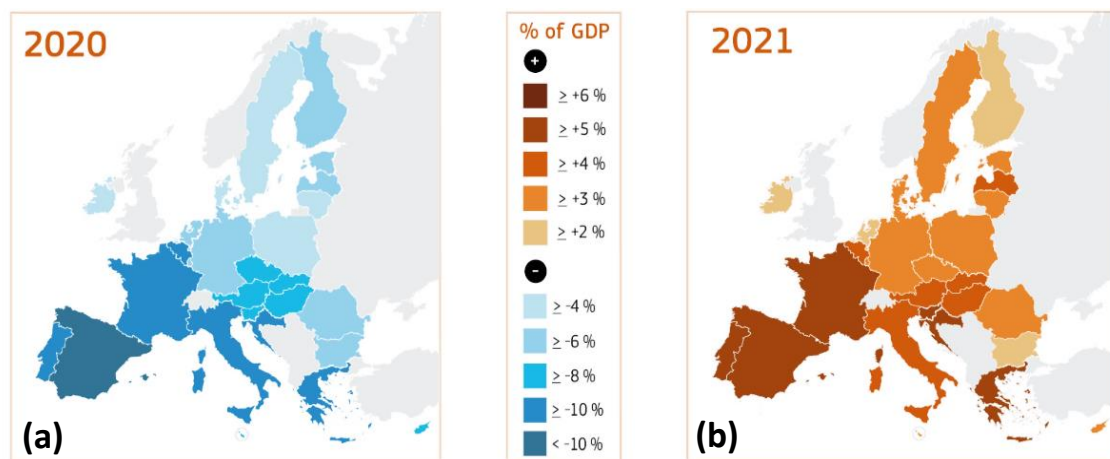 2020
(a)
% of GDP
+
≥ +6 %
≥ +5 %
≥ +4 %
≥ +3 %
≥ +2 %
-
≥ -4 %
≥ -6 %
≥ -8 %
≥ -10 %
< -10 %
2021
(b)